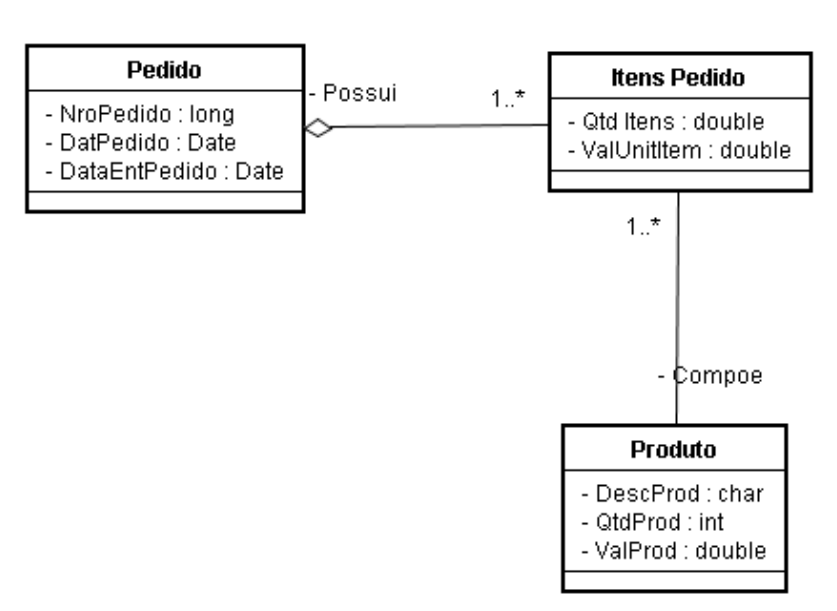 Pedido
- NroPedido : long
- DatPedido : Date
- DataEntPedido : Date
- Possui
1..*
Itens Pedido
- Qtd Itens : double
- ValUnitItem : double
1..*
- Compoe
Produto
- DescProd : char
- QtdProd : int
- ValProd : double